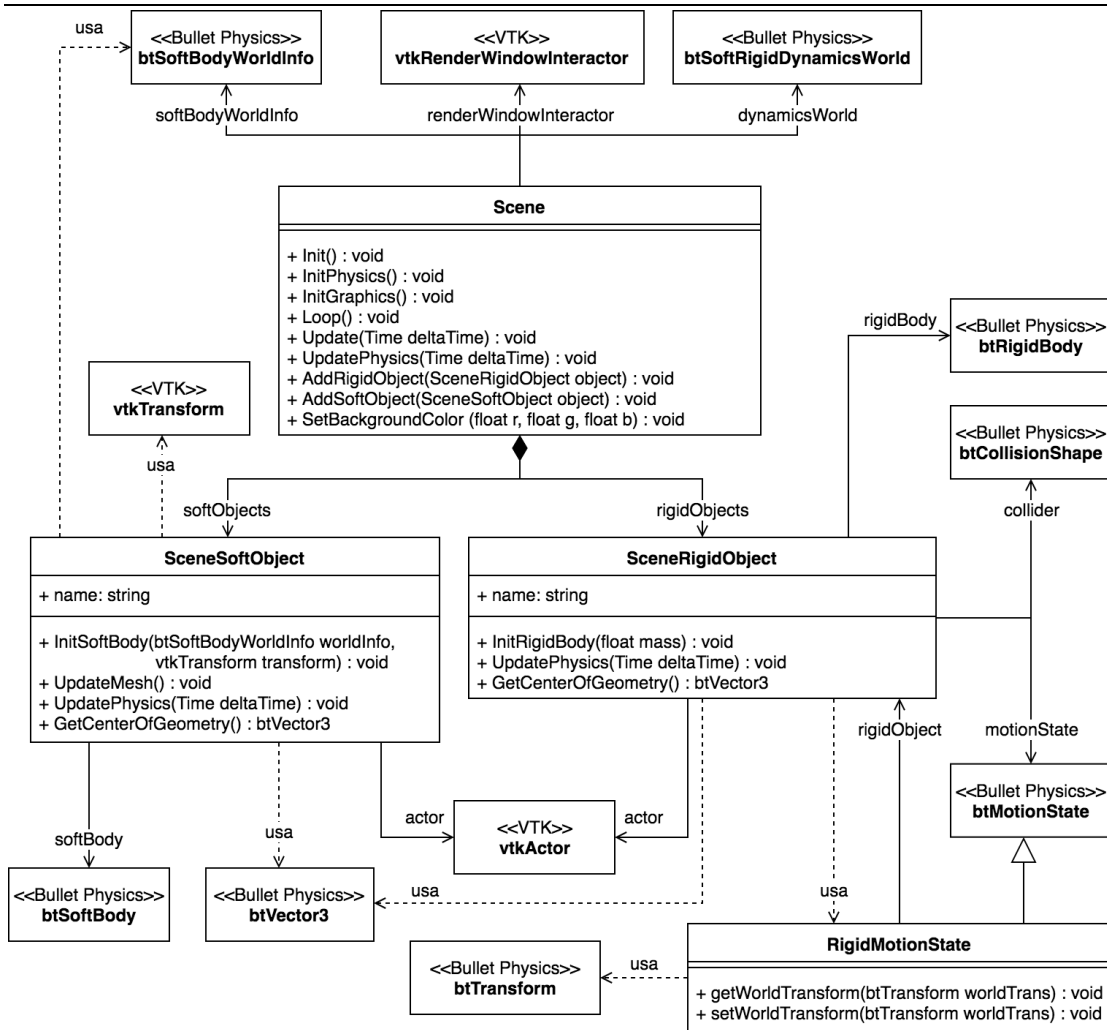 usa
<<Bullet Physics>>
btSoftBodyWorldInfo
<<VTK>>
vtkRenderWindowInteractor
<<Bullet Physics>>
btSoftRigidDynamicsWorld
softBodyWorldInfo
renderWindowInteractor
dynamicsWorld
Scene
+ Init() : void
+ InitPhysics() : void
+ InitGraphics() : void
+ Loop() : void
+ Update(Time deltaTime) : void
+ UpdatePhysics(Time deltaTime) : void
+ AddRigidObject(SceneRigidObject object) : void
+ AddSoftObject(SceneSoftObject object) : void
+ SetBackgroundColor (float r, float g, float b) : void
rigidBody
<<Bullet Physics>>
btRigidBody
<<VTK>>
vtkTransform
usa
<<Bullet Physics>>
btCollisionShape
collider
softObjects
rigidObjects
SceneSoftObject
+ name: string
+ InitSoftBody(btSoftBodyWorldInfo worldInfo,
vtkTransform transform) : void
+ UpdateMesh() : void
+ UpdatePhysics(Time deltaTime) : void
+ GetCenterOfGeometry() : btVector3
SceneRigidObject
+ name: string
+ InitRigidBody(float mass) : void
+ UpdatePhysics(Time deltaTime) : void
+ GetCenterOfGeometry() : btVector3
rigidObject
motionState
<<Bullet Physics>>
btMotionState
softBody
usa
actor
<<VTK>>
vtkActor
actor
<<Bullet Physics>>
btSoftBody
<<Bullet Physics>>
btVector3
usa
usa
RigidMotionState
+ getWorldTransform(btTransform worldTrans) : void
+ setWorldTransform(btTransform worldTrans) : void
usa
<<Bullet Physics>>
btTransform